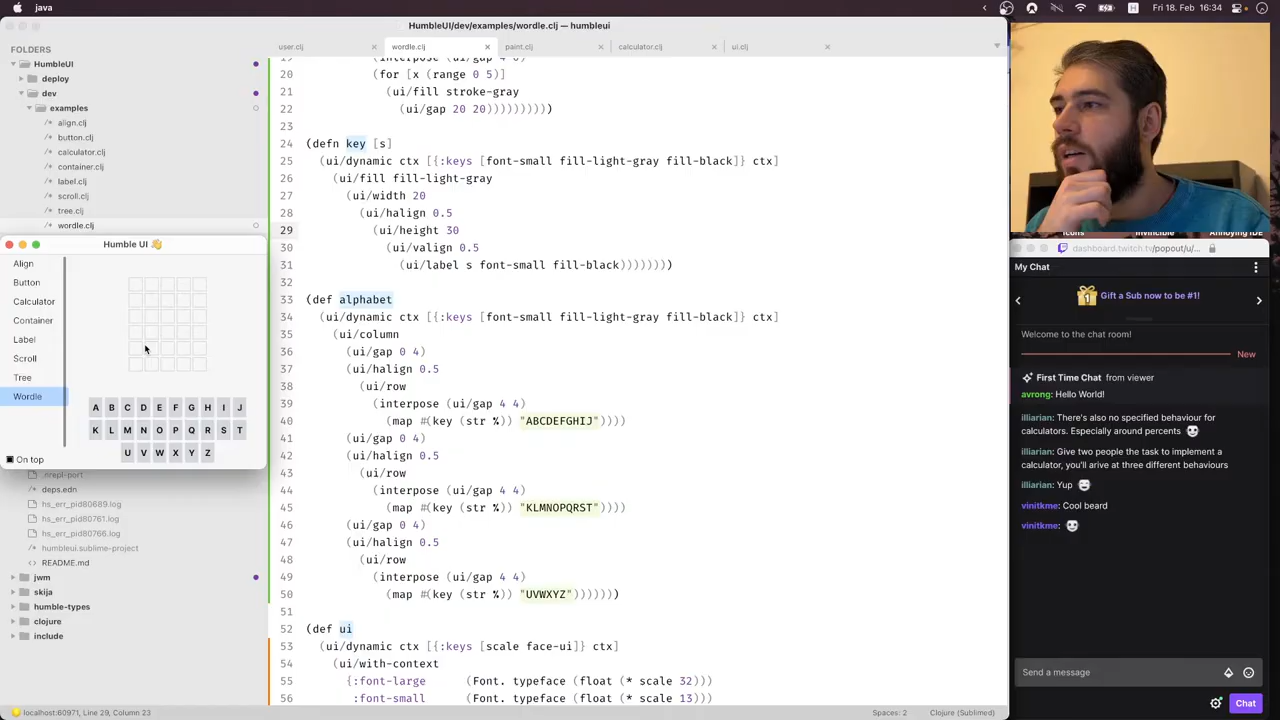 java
Fri 18. Feb 16:34
HumbleUI/dev/examples/wordle.clj — humbleui
FOLDERS
HumbleUI
deploy
dev
examples
/* align.clj
/* button.clj
/* calculator.clj
/* container.clj
/* label.clj
/* scroll.clj
/* tree.clj
/* wordle.clj
Humble UI 👋
Align
Button
Calculator
Container
Label
Scroll
Tree
Wordle
On top
A B C D E F G H I J
K L M N O P Q R S T
U V W X Y Z
.nrepl-port
deps.edn
hs_err_pid80689.log
hs_err_pid80761.log
hs_err_pid80766.log
humbleui.sublime-project
README.md
jwm
skija
humble-types
clojure
include
user.clj × wordle.clj × paint.clj × calculator.clj × ui.clj ×
20 (for [x (range 0 5)]
21 (ui/fill stroke-gray
22 (ui/gap 20 20)))))))))
23
24 (defn key [s]
25 (ui/dynamic ctx [{:keys [font-small fill-light-gray fill-black]} ctx]
26 (ui/fill fill-light-gray
27 (ui/width 20
28 (ui/halign 0.5
29 (ui/height 30
30 (ui/valign 0.5
31 (ui/label s font-small fill-black))))))))
32
33 (def alphabet
34 (ui/dynamic ctx [{:keys [font-small fill-light-gray fill-black]} ctx]
35 (ui/column
36 (ui/gap 0 4)
37 (ui/halign 0.5
38 (ui/row
39 (interpose (ui/gap 4 4)
40 (map #(key (str %)) "ABCDEFGHIJ"))))
41 (ui/gap 0 4)
42 (ui/halign 0.5
43 (ui/row
44 (interpose (ui/gap 4 4)
45 (map #(key (str %)) "KLMNOPQRST"))))
46 (ui/gap 0 4)
47 (ui/halign 0.5
48 (ui/row
49 (interpose (ui/gap 4 4)
50 (map #(key (str %)) "UVWXYZ"))))))
51
52 (def ui
53 (ui/dynamic ctx [{:keys [scale face-ui]} ctx]
54 (ui/with-context
55 {:font-large (Font. typeface (float (* scale 32)))
56 :font-small (Font. typeface (float (* scale 13)))
localhost:60971, Line 29, Column 23
Spaces: 2
Clojure (Sublimed)
Icons
Invincible
Annoying IDE
dashboard.twitch.tv/popout/u/
My Chat
Gift a Sub now to be #1!
Welcome to the chat room!
New
First Time Chat from viewer
avrong: Hello World!
illiarian: There's also no specified behaviour for
calculators. Especially around percents
illiarian: Give two people the task to implement a
calculator, you'll arive at three different behaviours
illiarian: Yup
vinitkme: Cool beard
vinitkme:
Send a message
Chat